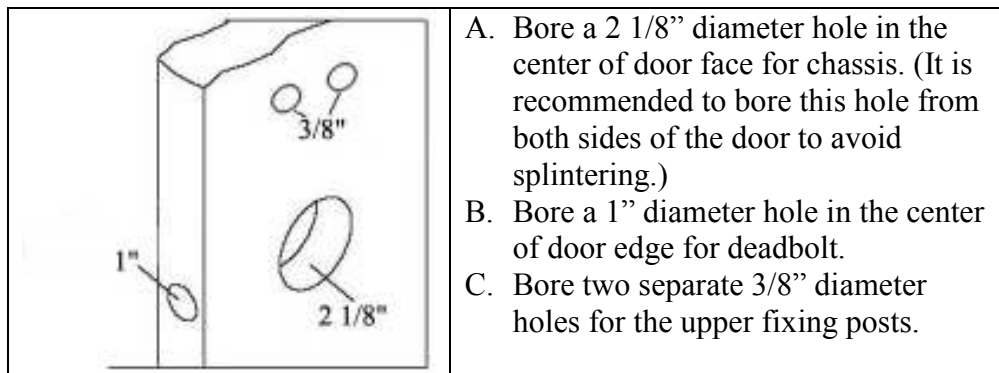 3/8"
1"
2 1/8"
A. Bore a 2 1/8” diameter hole in the
center of door face for chassis. (It is
recommended to bore this hole from
both sides of the door to avoid
splintering.)
B. Bore a 1” diameter hole in the center
of door edge for deadbolt.
C. Bore two separate 3/8” diameter
holes for the upper fixing posts.